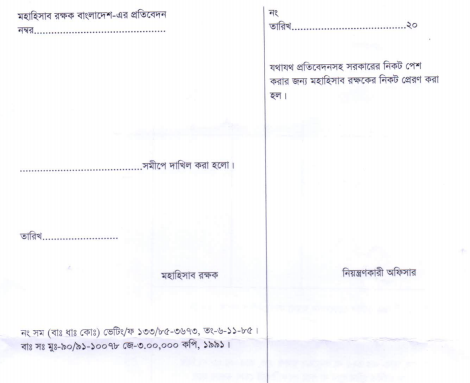 মহাহিসাব রক্ষক বাংলাদেশ-এর প্রতিবেদন
নম্বর.............................................
............................................সমীপে দাখিল করা হলো।
তারিখ..........................
মহাহিসাব রক্ষক
নং সম (বাঃ ধাঃ কোঃ) ভেটিং/ফ ১৩৩/৮৫-৩৬৭৩, তং-৬-১১-৮৫।
বাঃ সঃ মুঃ-৯০/৯১-১০০৭৮ জে-৩,০০,০০০ কপি, ১৯৯১।
নং
তারিখ..........................................২০
যথাযথ প্রতিবেদনসহ সরকারের নিকট পেশ
করার জন্য মহাহিসাব রক্ষকের নিকট প্রেরণ করা
হল।
নিয়ন্ত্রণকারী অফিসার